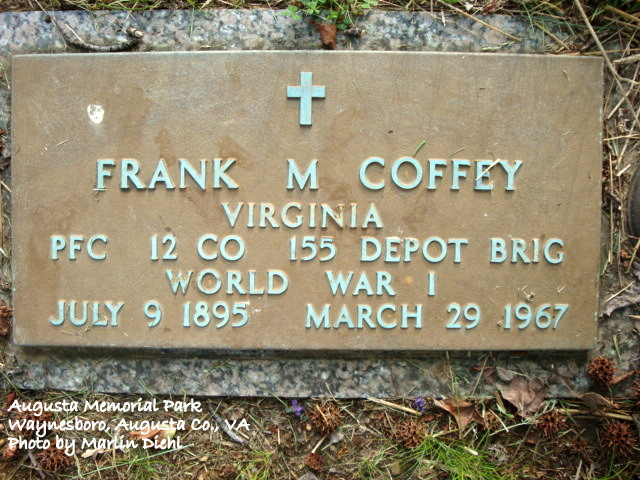 FRANK M COFFEY
VIRGINIA
PFC 12 CO 155 DEPOT BRIG
WORLD WAR I
JULY 9 1895 MARCH 29 1967
Augusta Memorial Park
Waynesboro, Augusta Co., VA
Photo by Marlin Diehl